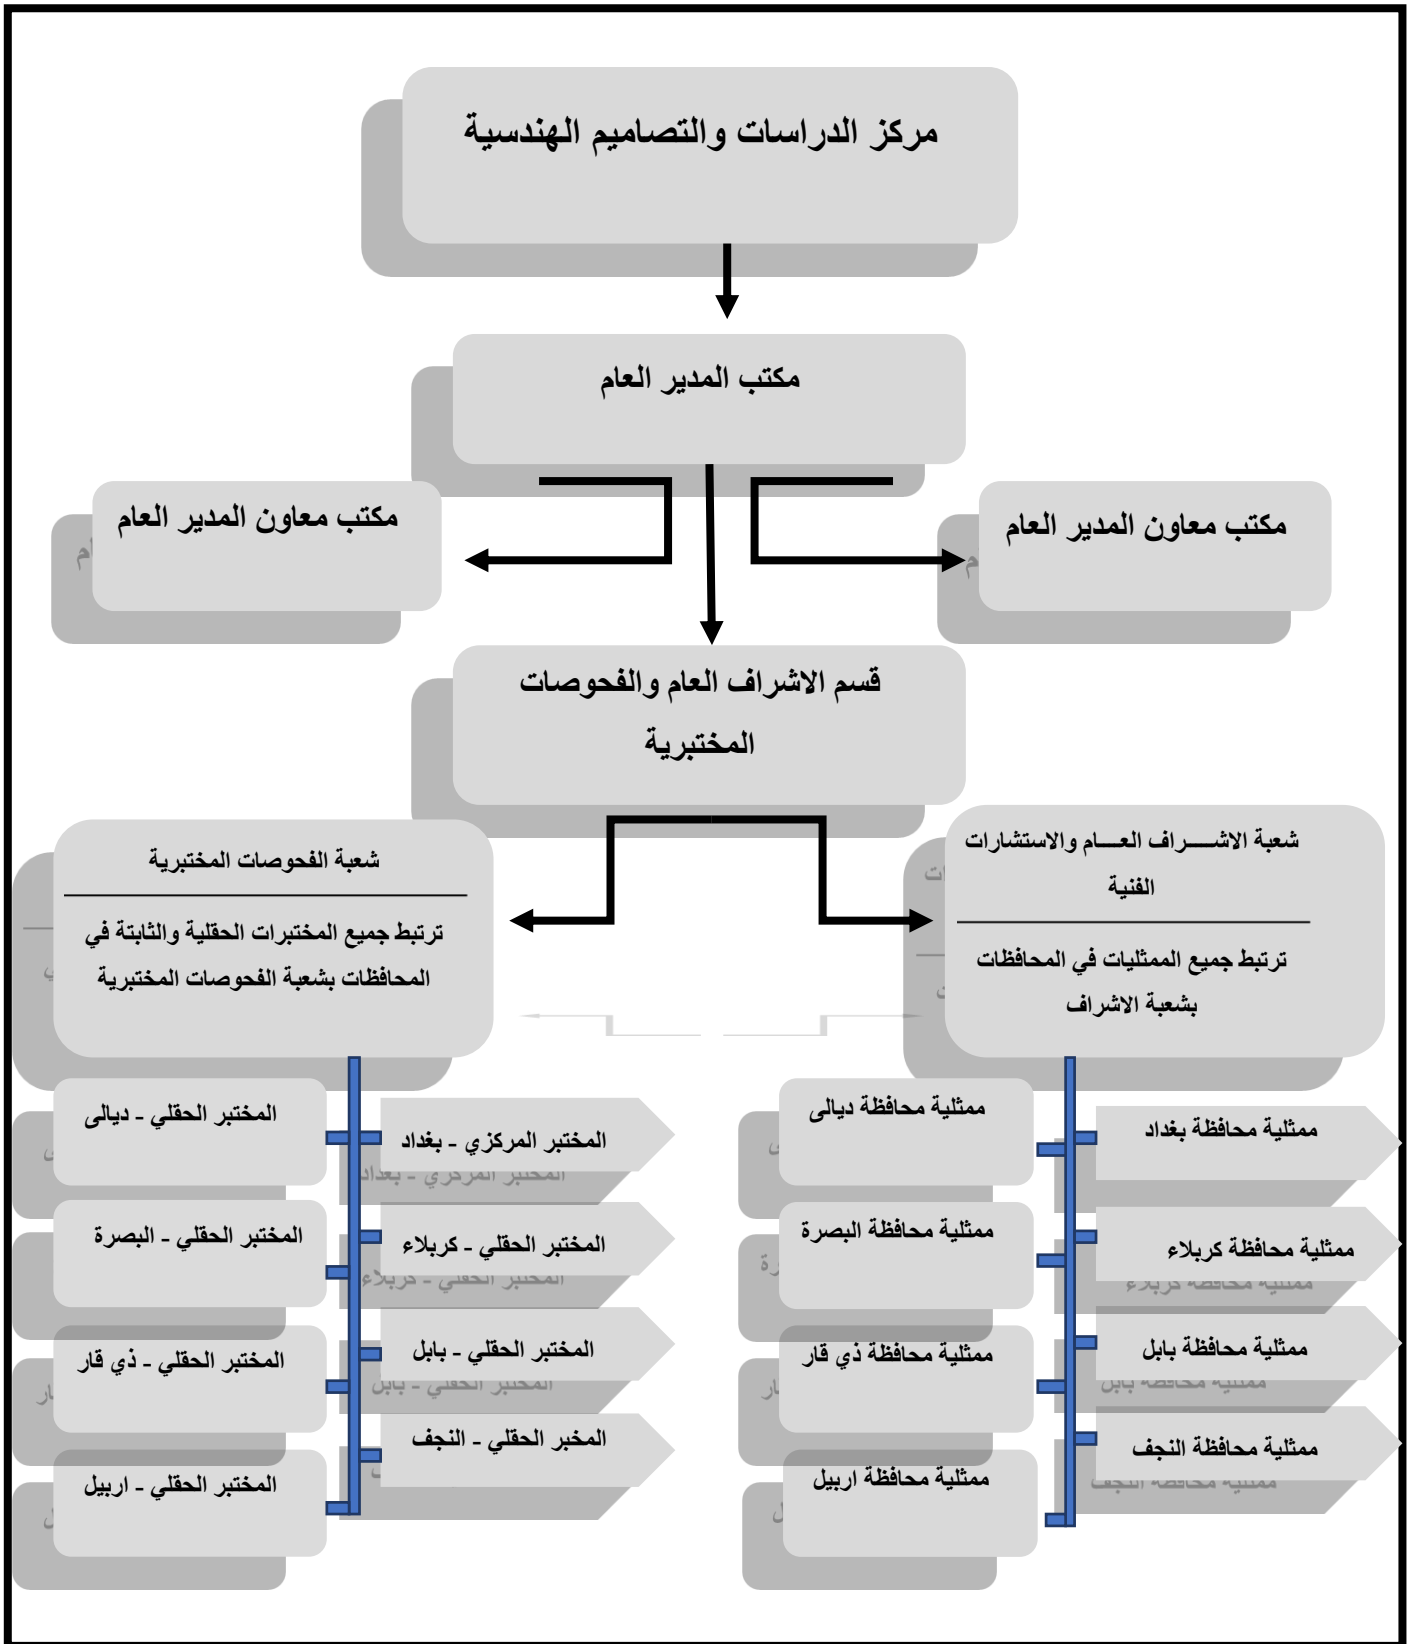 مركز الدراسات والتصاميم الهندسية
مكتب المدير العام
مكتب معاون المدير العام
مكتب معاون المدير العام
قسم الاشراف العام والفحوصات
المختبرية
شعبة الاشـــراف العـــام والاستشارات
الفنية
ترتبط جميع الممثليات في المحافظات
بشعبة الاشراف
شعبة الفحوصات المختبرية
ترتبط جميع المختبرات الحقلية والثابتة في
المحافظات بشعبة الفحوصات المختبرية
ممثلية محافظة بغداد
ممثلية محافظة ديالى
ممثلية محافظة كربلاء
ممثلية محافظة البصرة
ممثلية محافظة بابل
ممثلية محافظة ذي قار
ممثلية محافظة النجف
ممثلية محافظة اربيل
المختبر المركزي - بغداد
المختبر الحقلي - ديالى
المختبر الحقلي - كربلاء
المختبر الحقلي - البصرة
المختبر الحقلي - بابل
المختبر الحقلي - ذي قار
المخبر الحقلي - النجف
المختبر الحقلي - اربيل